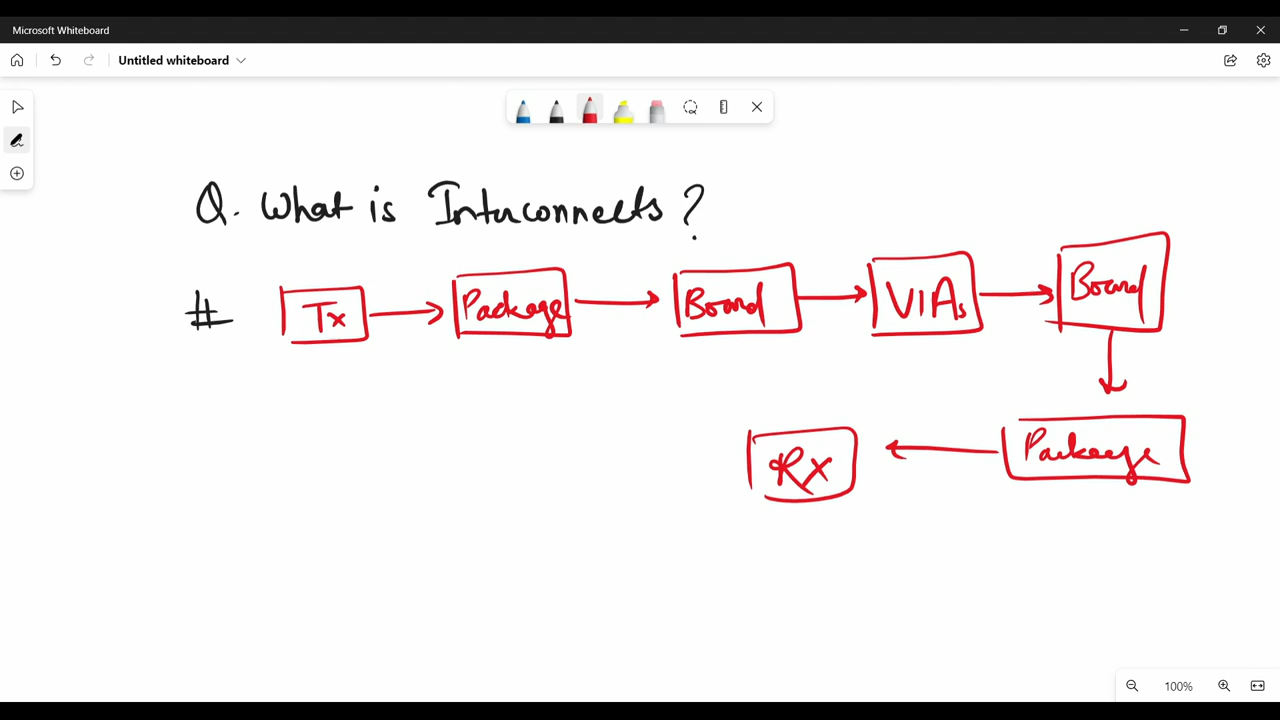 Microsoft Whiteboard
Untitled whiteboard
Q. What is Interconnects?
# Tx Package Board VIAs Board
Rx Package
100%